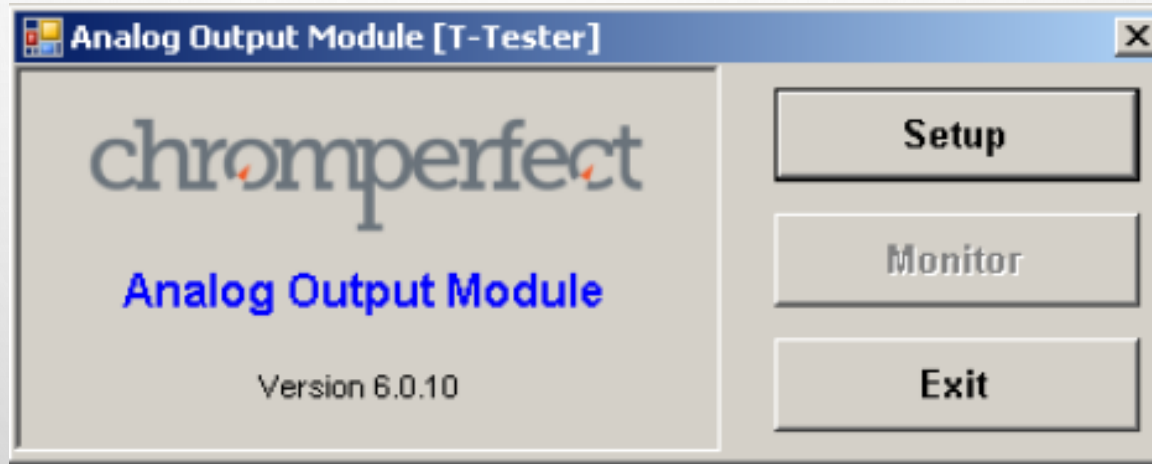 Analog Output Module [T-Tester]
chromperfect
Analog Output Module
Version 6.0.10
Setup
Monitor
Exit